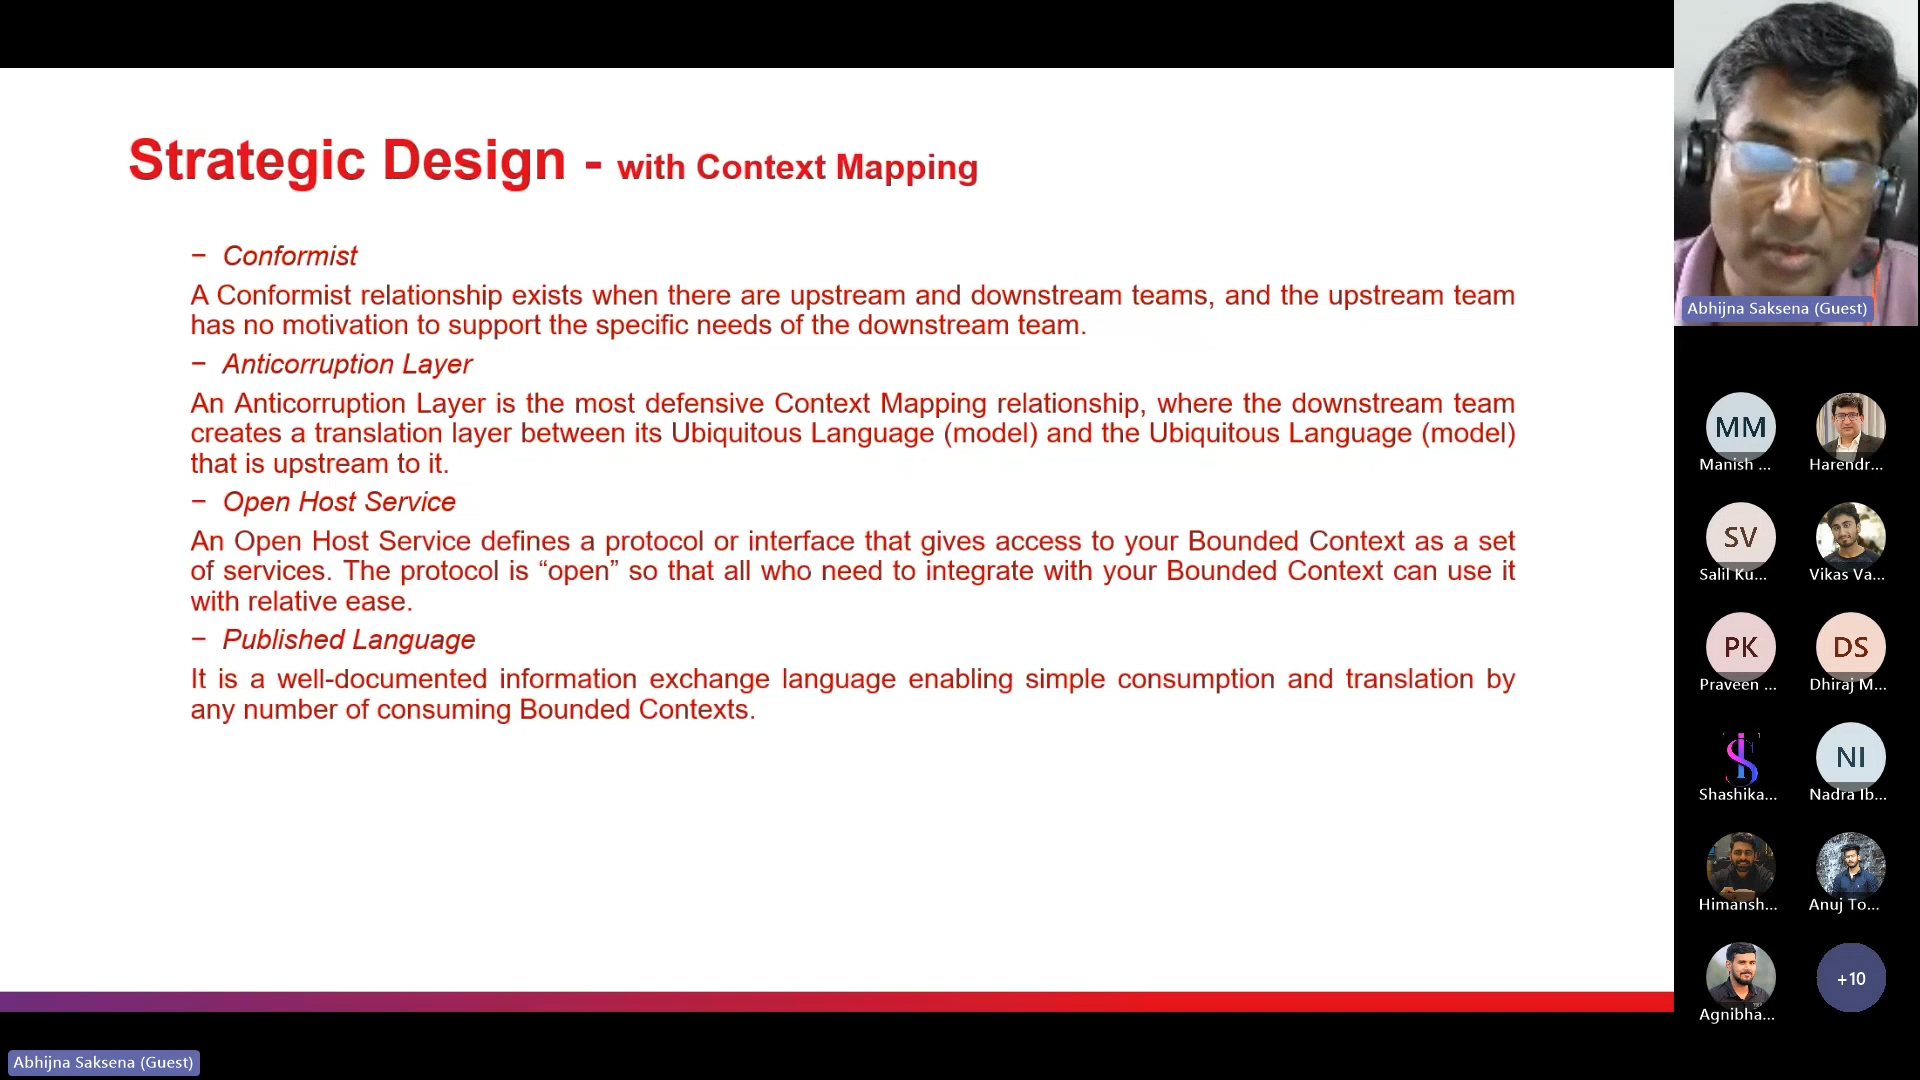 Strategic Design - with Context Mapping
− Conformist
A Conformist relationship exists when there are upstream and downstream teams, and the upstream team
has no motivation to support the specific needs of the downstream team.
− Anticorruption Layer
An Anticorruption Layer is the most defensive Context Mapping relationship, where the downstream team
creates a translation layer between its Ubiquitous Language (model) and the Ubiquitous Language (model)
that is upstream to it.
− Open Host Service
An Open Host Service defines a protocol or interface that gives access to your Bounded Context as a set
of services. The protocol is “open” so that all who need to integrate with your Bounded Context can use it
with relative ease.
− Published Language
It is a well-documented information exchange language enabling simple consumption and translation by
any number of consuming Bounded Contexts.
Abhijna Saksena (Guest)
MM
Manish ...
Harendr...
SV
Salil Ku...
Vikas Va...
PK
Praveen ...
DS
Dhiraj M...
Shashika...
NI
Nadra Ib...
Himansh...
Anuj To...
Agnibha...
+10
Abhijna Saksena (Guest)